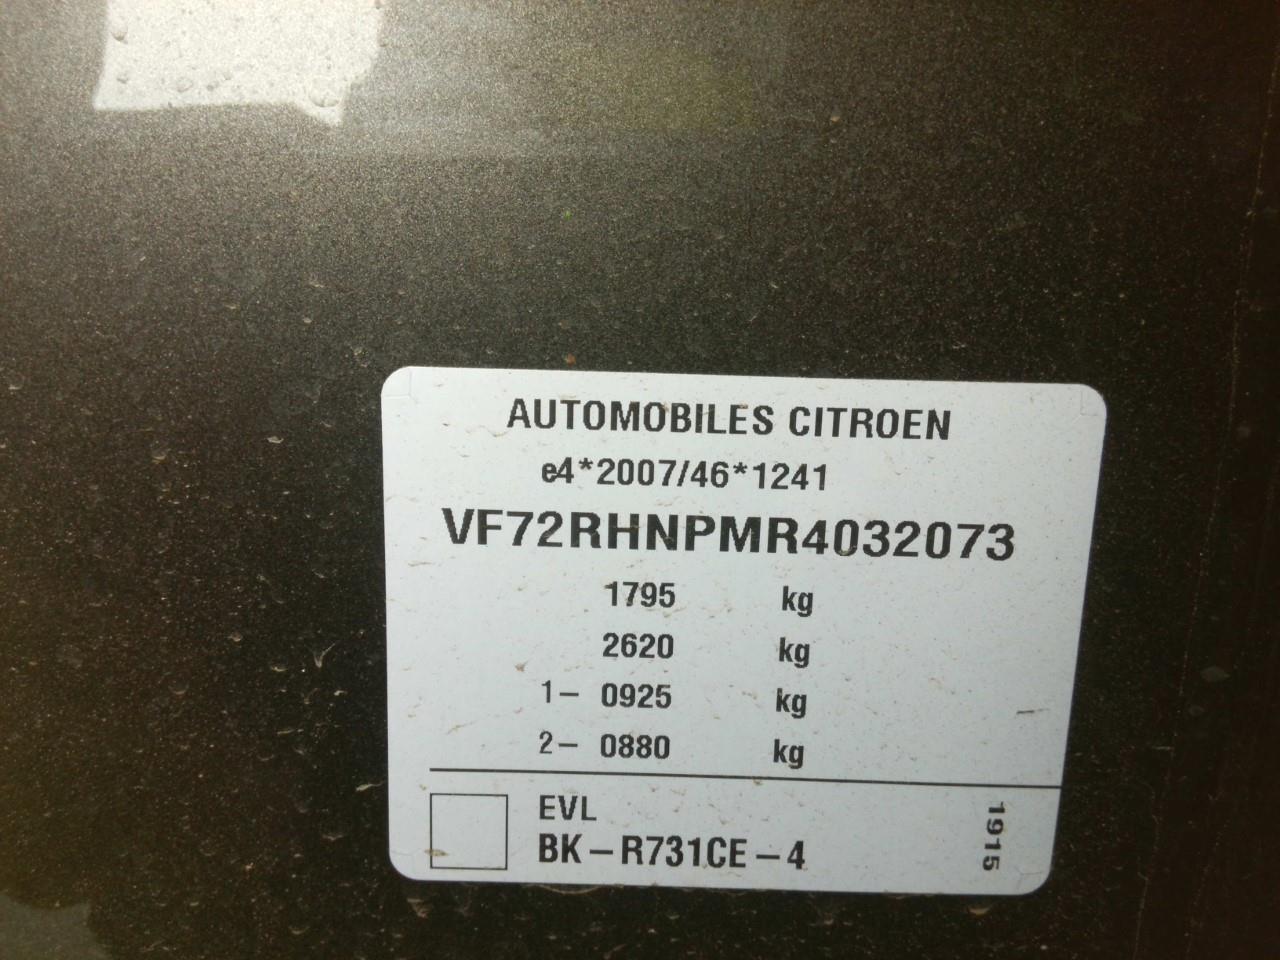 AUTOMOBILES CITROEN
e4*2007/46*1241
VF72RHNPMR4032073
1795 kg
2620 kg
1- 0925 kg
2- 0880 kg
EVL
BK-R731CE-4
1915